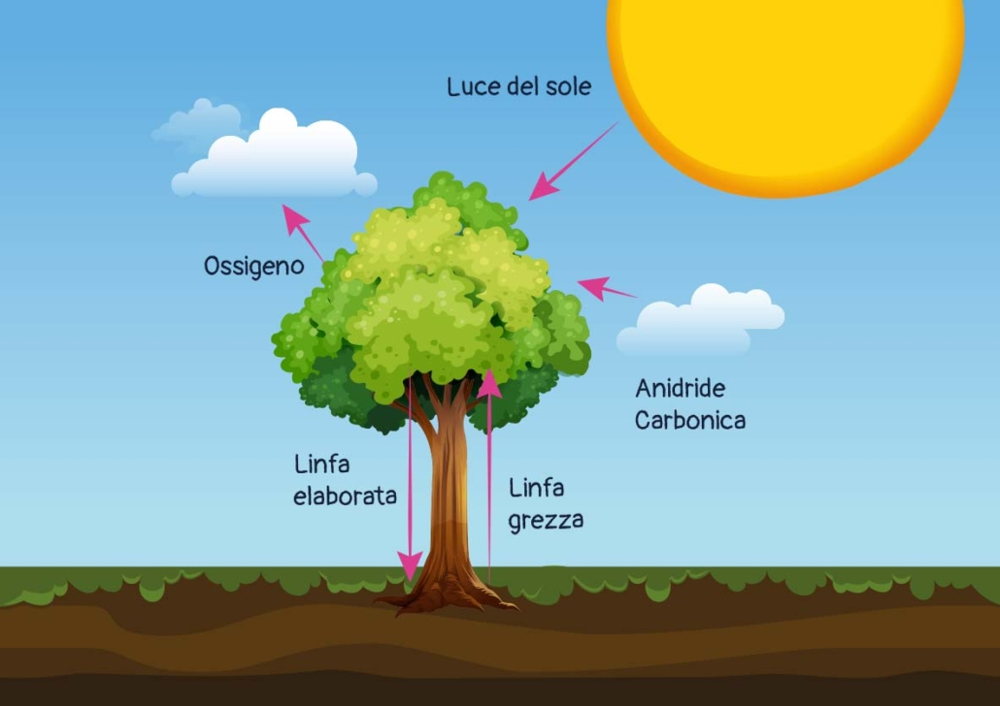 Luce del sole
Ossigeno
Anidride
Carbonica
Linfa
elaborata
Linfa
grezza